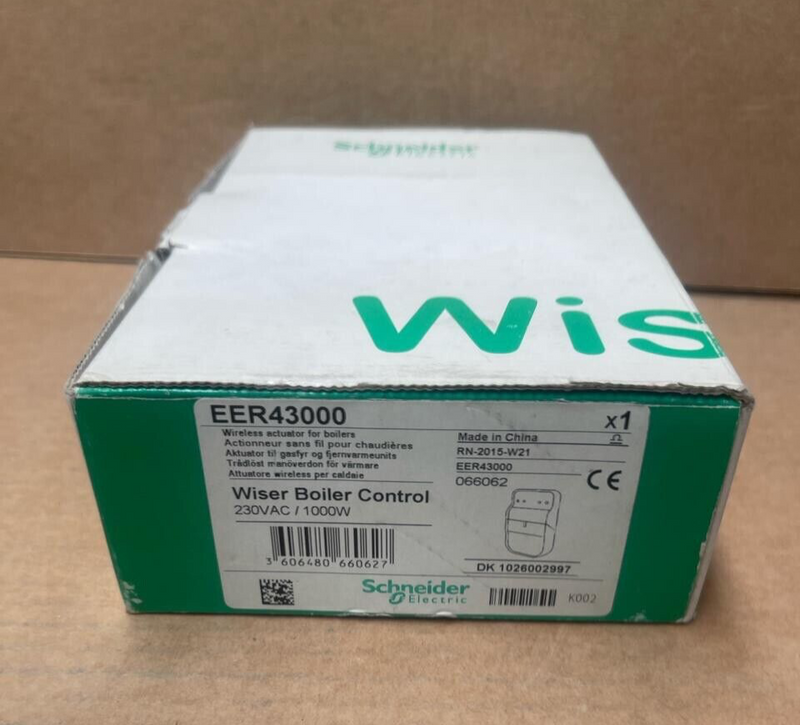 Schneider
Electric
Wis
EER43000
x1
Wireless actuator for boilers
Actionneur sans fil pour chaudières
Aktuator til gasfyr og fjernvarmeunits
Trådlöst manöverdon för värmare
Attuatore wireless per caldaie
Made in China
RN-2015-W21
EER43000
066062
CE
Wiser Boiler Control
230VAC / 1000W
3 606480 660627
DK 1026002997
Schneider
Electric
K002